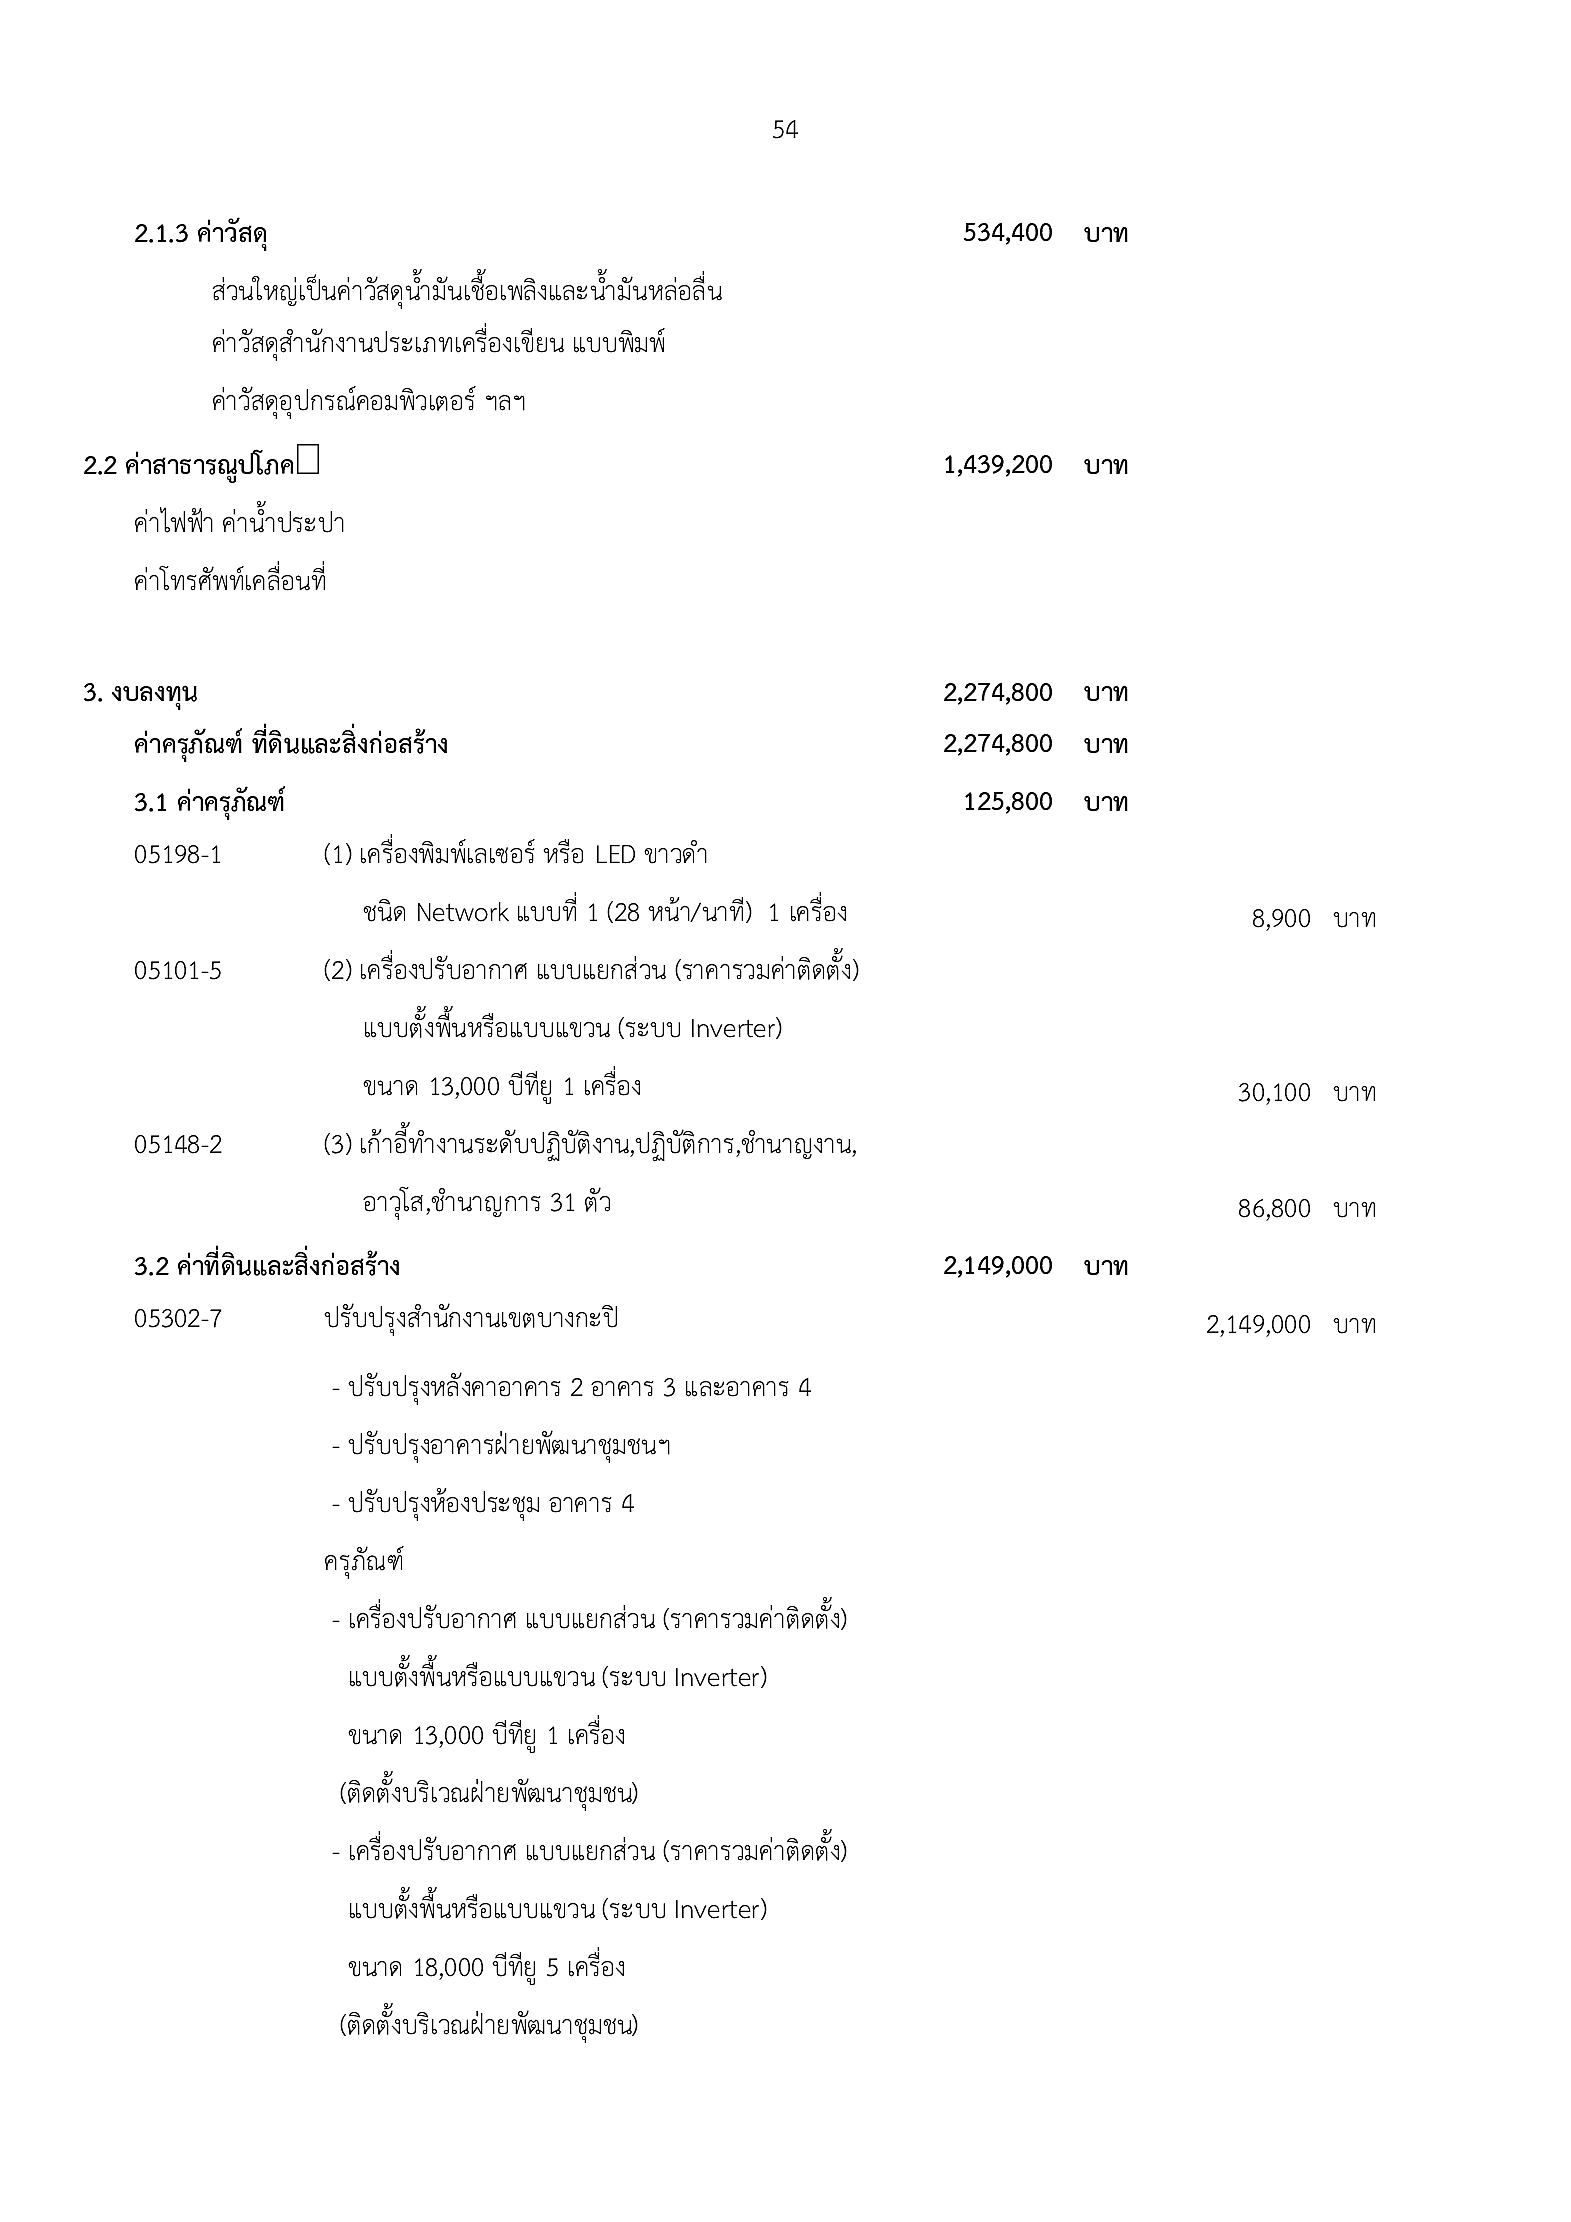 54
2.1.3 ค่าวัสดุ 534,400 บาท
ส่วนใหญ่เป็นค่าวัสดุน้ำมันเชื้อเพลิงและน้ำมันหล่อลื่น
ค่าวัสดุสำนักงานประเภทเครื่องเขียน แบบพิมพ์
ค่าวัสดุอุปกรณ์คอมพิวเตอร์ ฯลฯ
2.2 ค่าสาธารณูปโภค 1,439,200 บาท
ค่าไฟฟ้า ค่าน้ำประปา
ค่าโทรศัพท์เคลื่อนที่
3. งบลงทุน 2,274,800 บาท
ค่าครุภัณฑ์ ที่ดินและสิ่งก่อสร้าง 2,274,800 บาท
3.1 ค่าครุภัณฑ์ 125,800 บาท
05198-1 (1) เครื่องพิมพ์เลเซอร์ หรือ LED ขาวดำ
ชนิด Network แบบที่ 1 (28 หน้า/นาที) 1 เครื่อง 8,900 บาท
05101-5 (2) เครื่องปรับอากาศ แบบแยกส่วน (ราคารวมค่าติดตั้ง)
แบบตั้งพื้นหรือแบบแขวน (ระบบ Inverter)
ขนาด 13,000 บีทียู 1 เครื่อง 30,100 บาท
05148-2 (3) เก้าอี้ทำงานระดับปฏิบัติงาน,ปฏิบัติการ,ชำนาญงาน,
อาวุโส,ชำนาญการ 31 ตัว 86,800 บาท
3.2 ค่าที่ดินและสิ่งก่อสร้าง 2,149,000 บาท
05302-7 ปรับปรุงสำนักงานเขตบางกะปิ 2,149,000 บาท
- ปรับปรุงหลังคาอาคาร 2 อาคาร 3 และอาคาร 4
- ปรับปรุงอาคารฝ่ายพัฒนาชุมชนฯ
- ปรับปรุงห้องประชุม อาคาร 4
ครุภัณฑ์
- เครื่องปรับอากาศ แบบแยกส่วน (ราคารวมค่าติดตั้ง)
แบบตั้งพื้นหรือแบบแขวน (ระบบ Inverter)
ขนาด 13,000 บีทียู 1 เครื่อง
(ติดตั้งบริเวณฝ่ายพัฒนาชุมชน)
- เครื่องปรับอากาศ แบบแยกส่วน (ราคารวมค่าติดตั้ง)
แบบตั้งพื้นหรือแบบแขวน (ระบบ Inverter)
ขนาด 18,000 บีทียู 5 เครื่อง
(ติดตั้งบริเวณฝ่ายพัฒนาชุมชน)